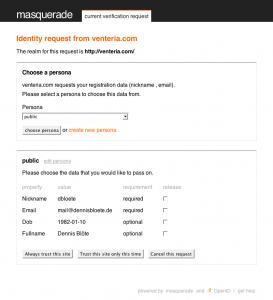 masquerade current verification request
Identity request from venteria.com
The realm for this request is http://venteria.com/
Choose a persona
venteria.com requests your registration data (nickname , email).
Please select a persona to choose this data from.
Persona
public
choose persona or create new persona
public edit persona
Please choose the data that you would like to pass on.
property value requirement release
Nickname dbloete required
Email mail@dennisbloete.de required
Dob 1982-01-10 optional
Fullname Dennis Blöte optional
Always trust this site Trust this site only this time Cancel this request
powered by masquerade and OpenID | get help